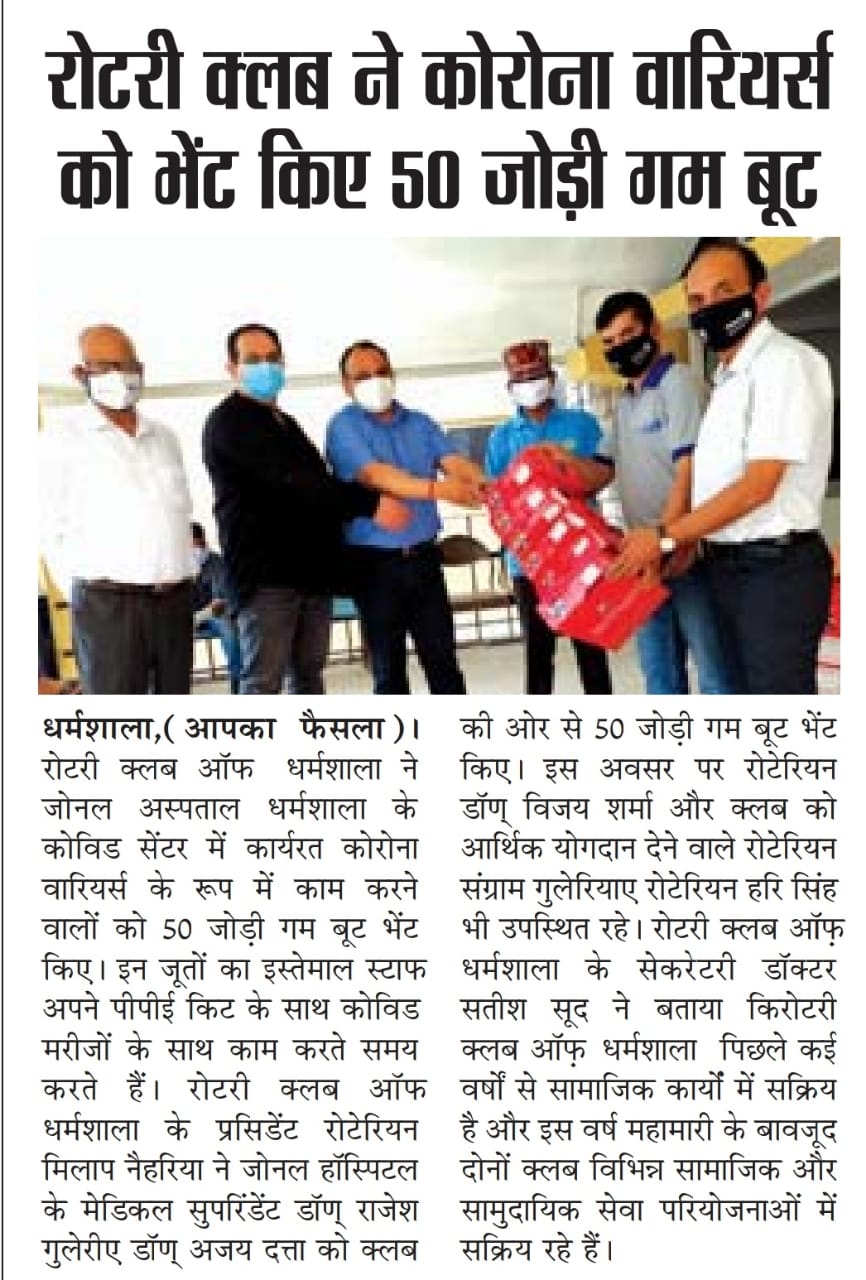 रोटरी क्लब ने कोरोना वारिथर्स
को भेंट किए 50 जोड़ी गम बूट
धर्मशाला,( आपका फैसला )।
रोटरी क्लब ऑफ धर्मशाला ने
जोनल अस्पताल धर्मशाला के
कोविड सेंटर में कार्यरत कोरोना
वारियर्स के रूप में काम करने
वालों को 50 जोड़ी गम बूट भेंट
किए। इन जूतों का इस्तेमाल स्टाफ
अपने पीपीई किट के साथ कोविड
मरीजों के साथ काम करते समय
करते हैं। रोटरी क्लब ऑफ
धर्मशाला के प्रसिडेंट रोटेरियन
मिलाप नैहरिया ने जोनल हॉस्पिटल
के मेडिकल सुपरिंडेंट डॉण् राजेश
गुलेरीए डॉण् अजय दत्ता को क्लब
की ओर से 50 जोड़ी गम बूट भेंट
किए। इस अवसर पर रोटेरियन
डॉण् विजय शर्मा और क्लब को
आर्थिक योगदान देने वाले रोटेरियन
संग्राम गुलेरियाए रोटेरियन हरि सिंह
भी उपस्थित रहे। रोटरी क्लब ऑफ़
धर्मशाला के सेकरेटरी डॉक्टर
सतीश सूद ने बताया किरोटरी
क्लब ऑफ़ धर्मशाला पिछले कई
वर्षों से सामाजिक कार्यों में सक्रिय
है और इस वर्ष महामारी के बावजूद
दोनों क्लब विभिन्न सामाजिक और
सामुदायिक सेवा परियोजनाओं में
सक्रिय रहे हैं।